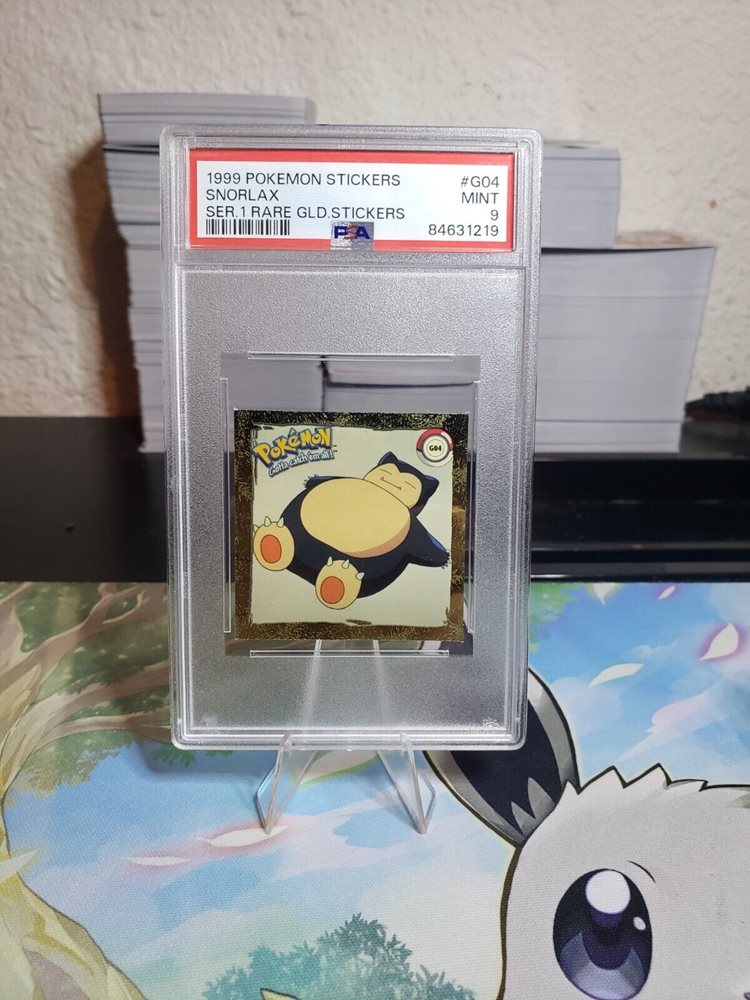 1999 POKEMON STICKERS #G04
SNORLAX MINT
SER.1 RARE GLD.STICKERS 9
PSA 84631219
POKéMON
Gotta catch 'em all!
G04